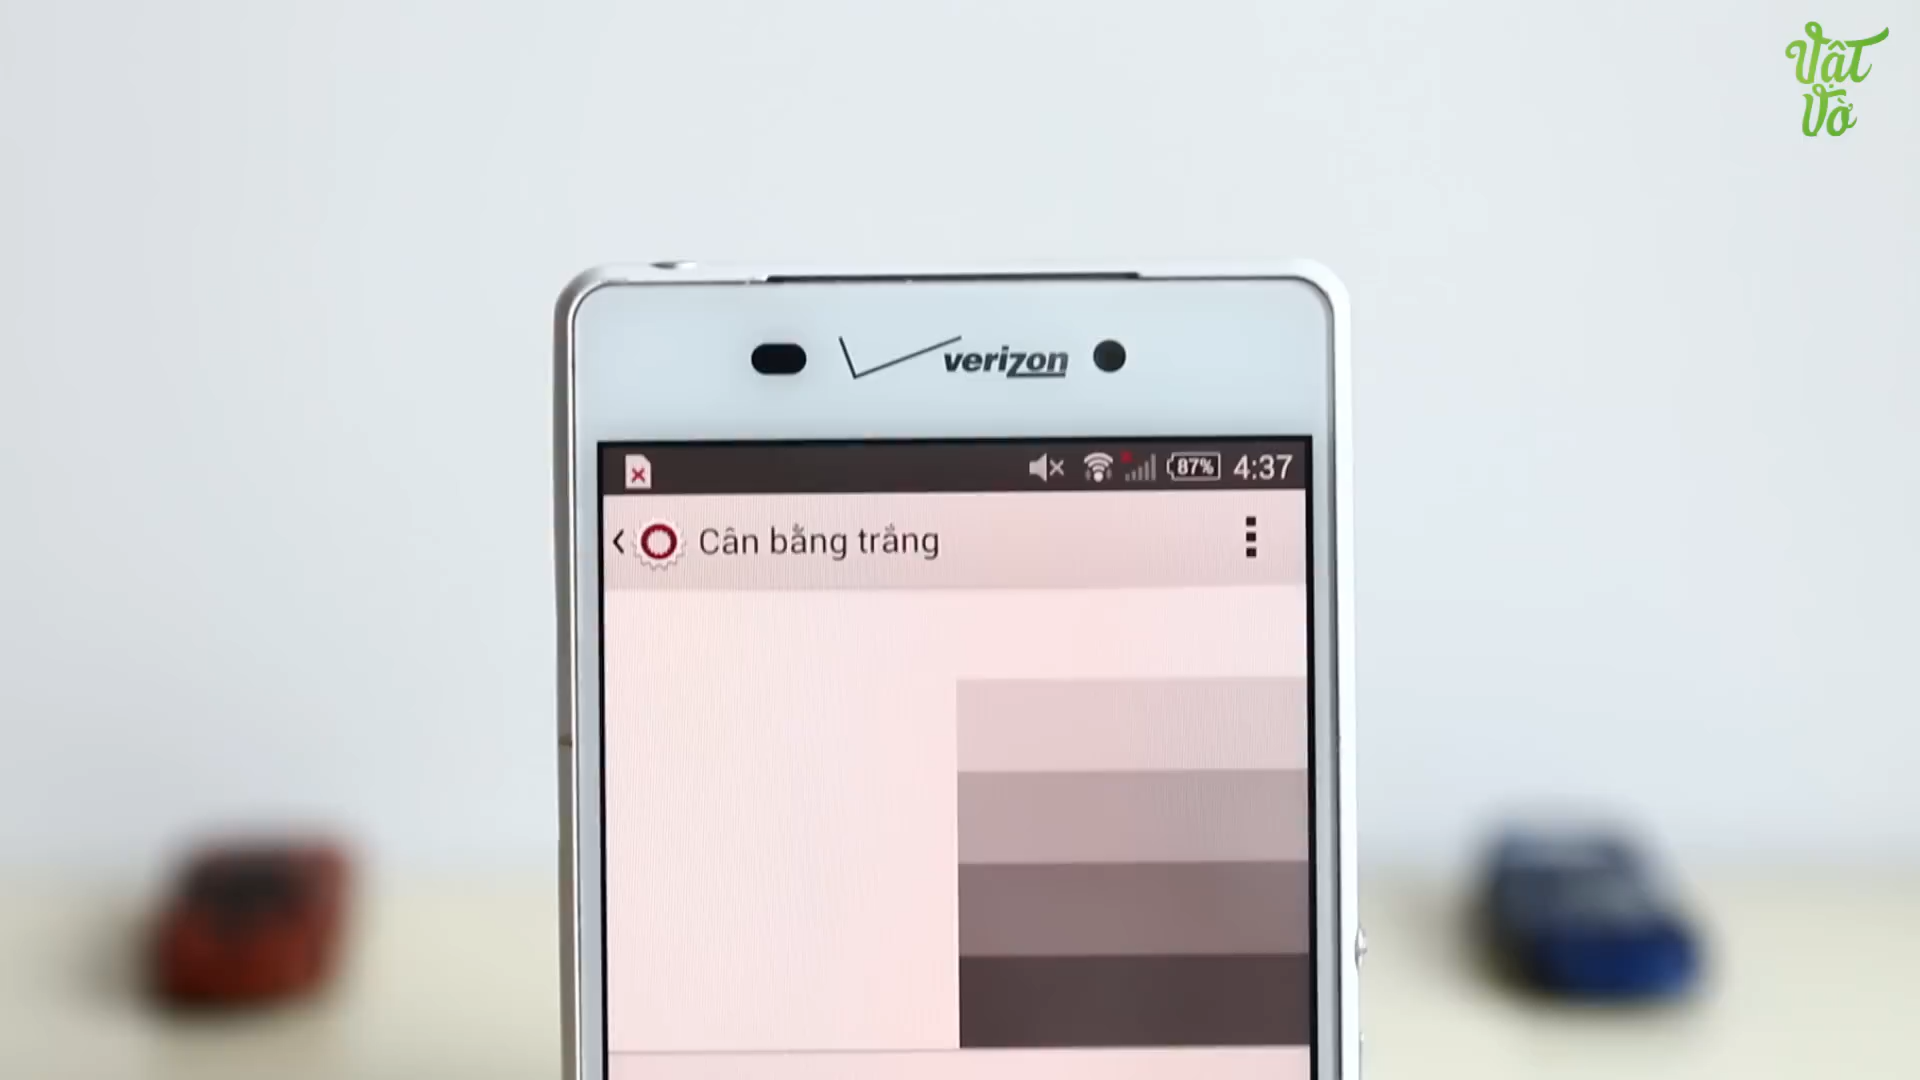 Vật
Vờ
verizon
87% 4:37
Cân bằng trắng